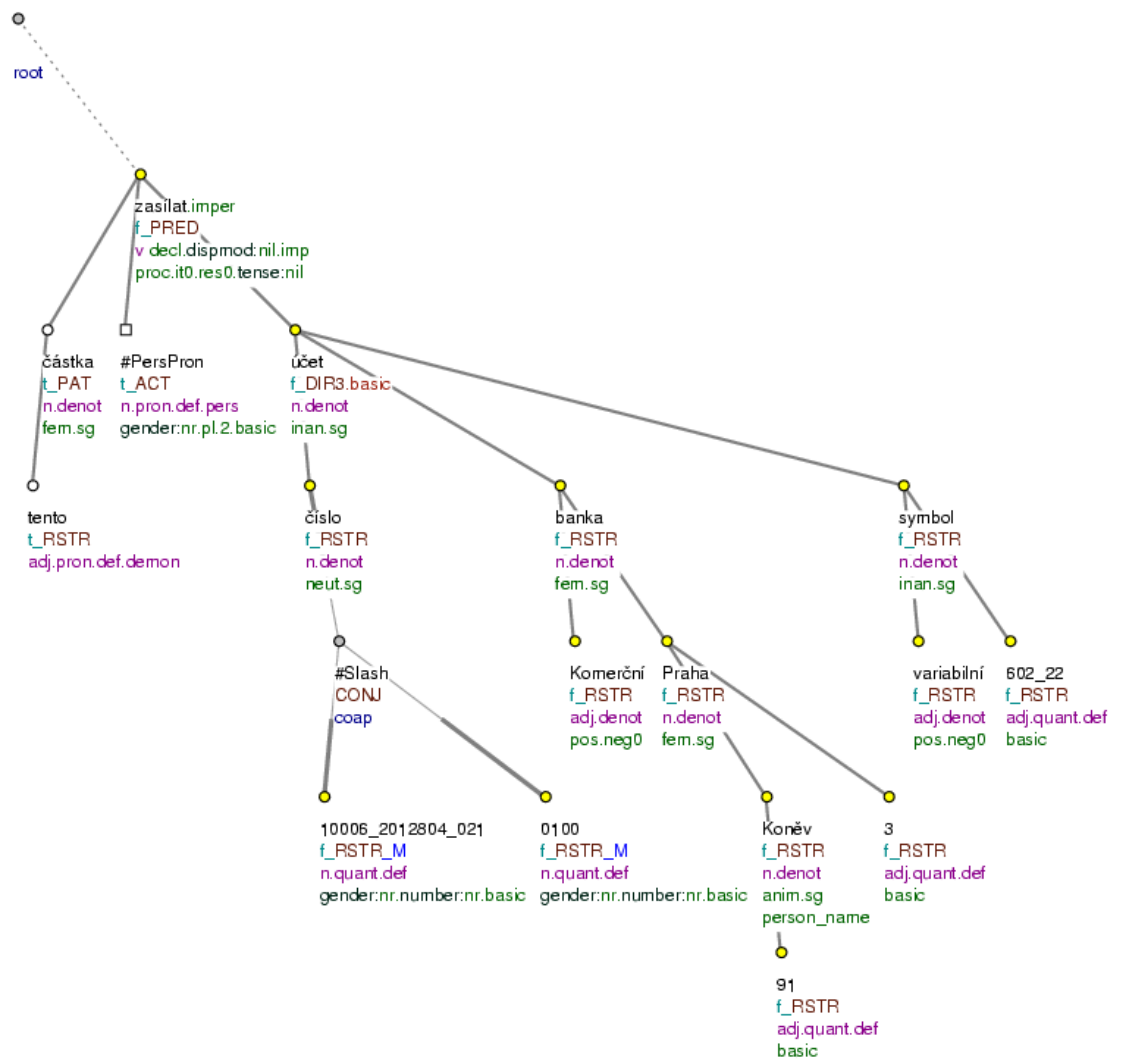 root
zasílat.imper
f_PRED
v decl.dispmod:nil.imp
proc.it0.res0.tense:nil
částka
t_PAT
n.denot
fem.sg
#PersPron
t_ACT
n.pron.def.pers
gender:nr.pl.2.basic
účet
f_DIR3.basic
n.denot
inan.sg
tento
t_RSTR
adj.pron.def.demon
číslo
f_RSTR
n.denot
neut.sg
banka
f_RSTR
n.denot
fem.sg
symbol
f_RSTR
n.denot
inan.sg
#Slash
CONJ
coap
Komerční
f_RSTR
adj.denot
pos.neg0
Praha
f_RSTR
n.denot
fem.sg
variabilní
f_RSTR
adj.denot
pos.neg0
602_22
f_RSTR
adj.quant.def
basic
10006_2012804_021
f_RSTR_M
n.quant.def
gender:nr.number:nr.basic
0100
f_RSTR_M
n.quant.def
gender:nr.number:nr.basic
Koněv
f_RSTR
n.denot
anim.sg
person_name
3
f_RSTR
adj.quant.def
basic
91
f_RSTR
adj.quant.def
basic